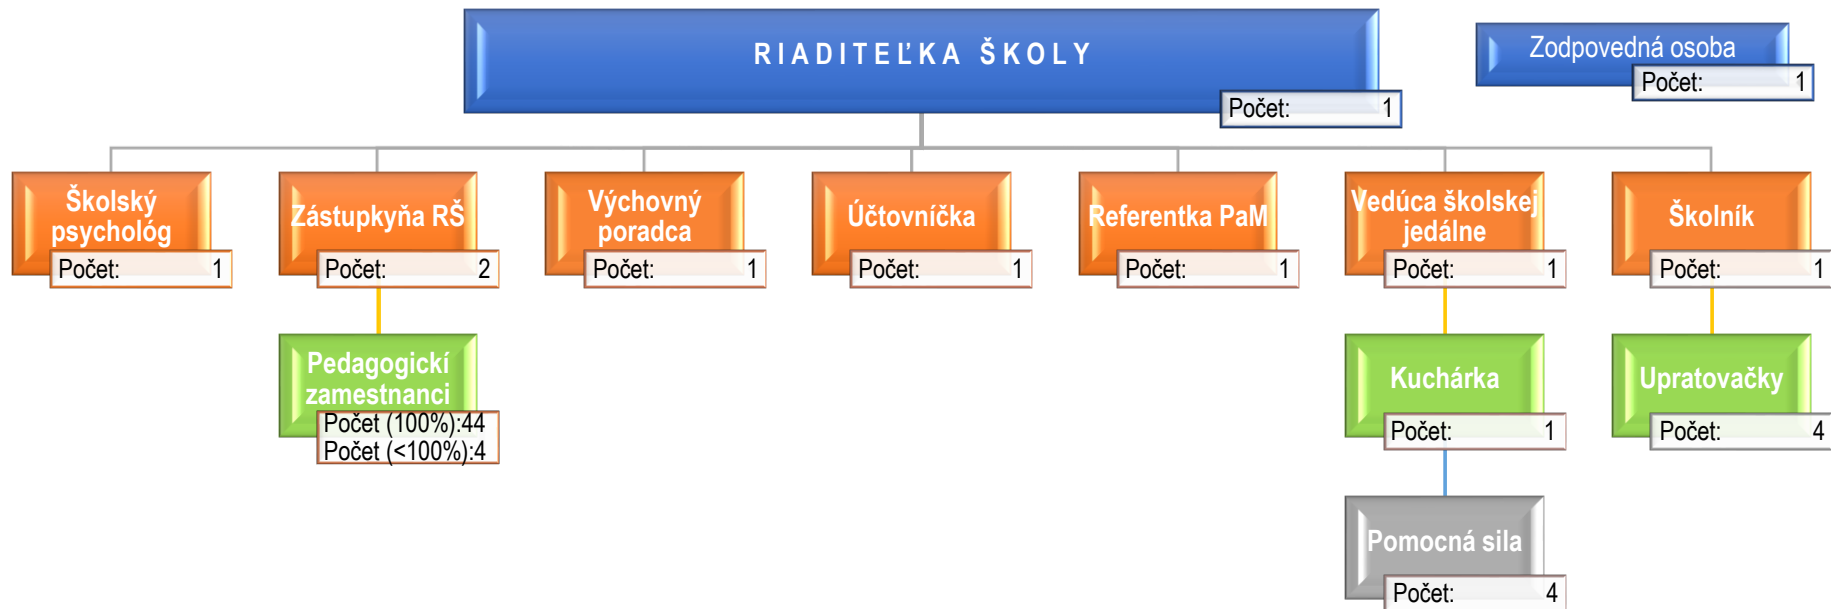 RIADITEĽKA ŠKOLY
Počet: 1
Zodpovedná osoba
Počet: 1
Školský
psychológ
Počet: 1
Zástupkyňa RŠ
Počet: 2
Výchovný
poradca
Počet: 1
Účtovníčka
Počet: 1
Referentka PaM
Počet: 1
Vedúca školskej
jedálne
Počet: 1
Školník
Počet: 1
Pedagogickí
zamestnanci
Počet (100%):44
Počet (<100%):4
Kuchárka
Počet: 1
Upratovačky
Počet: 4
Pomocná sila
Počet: 4